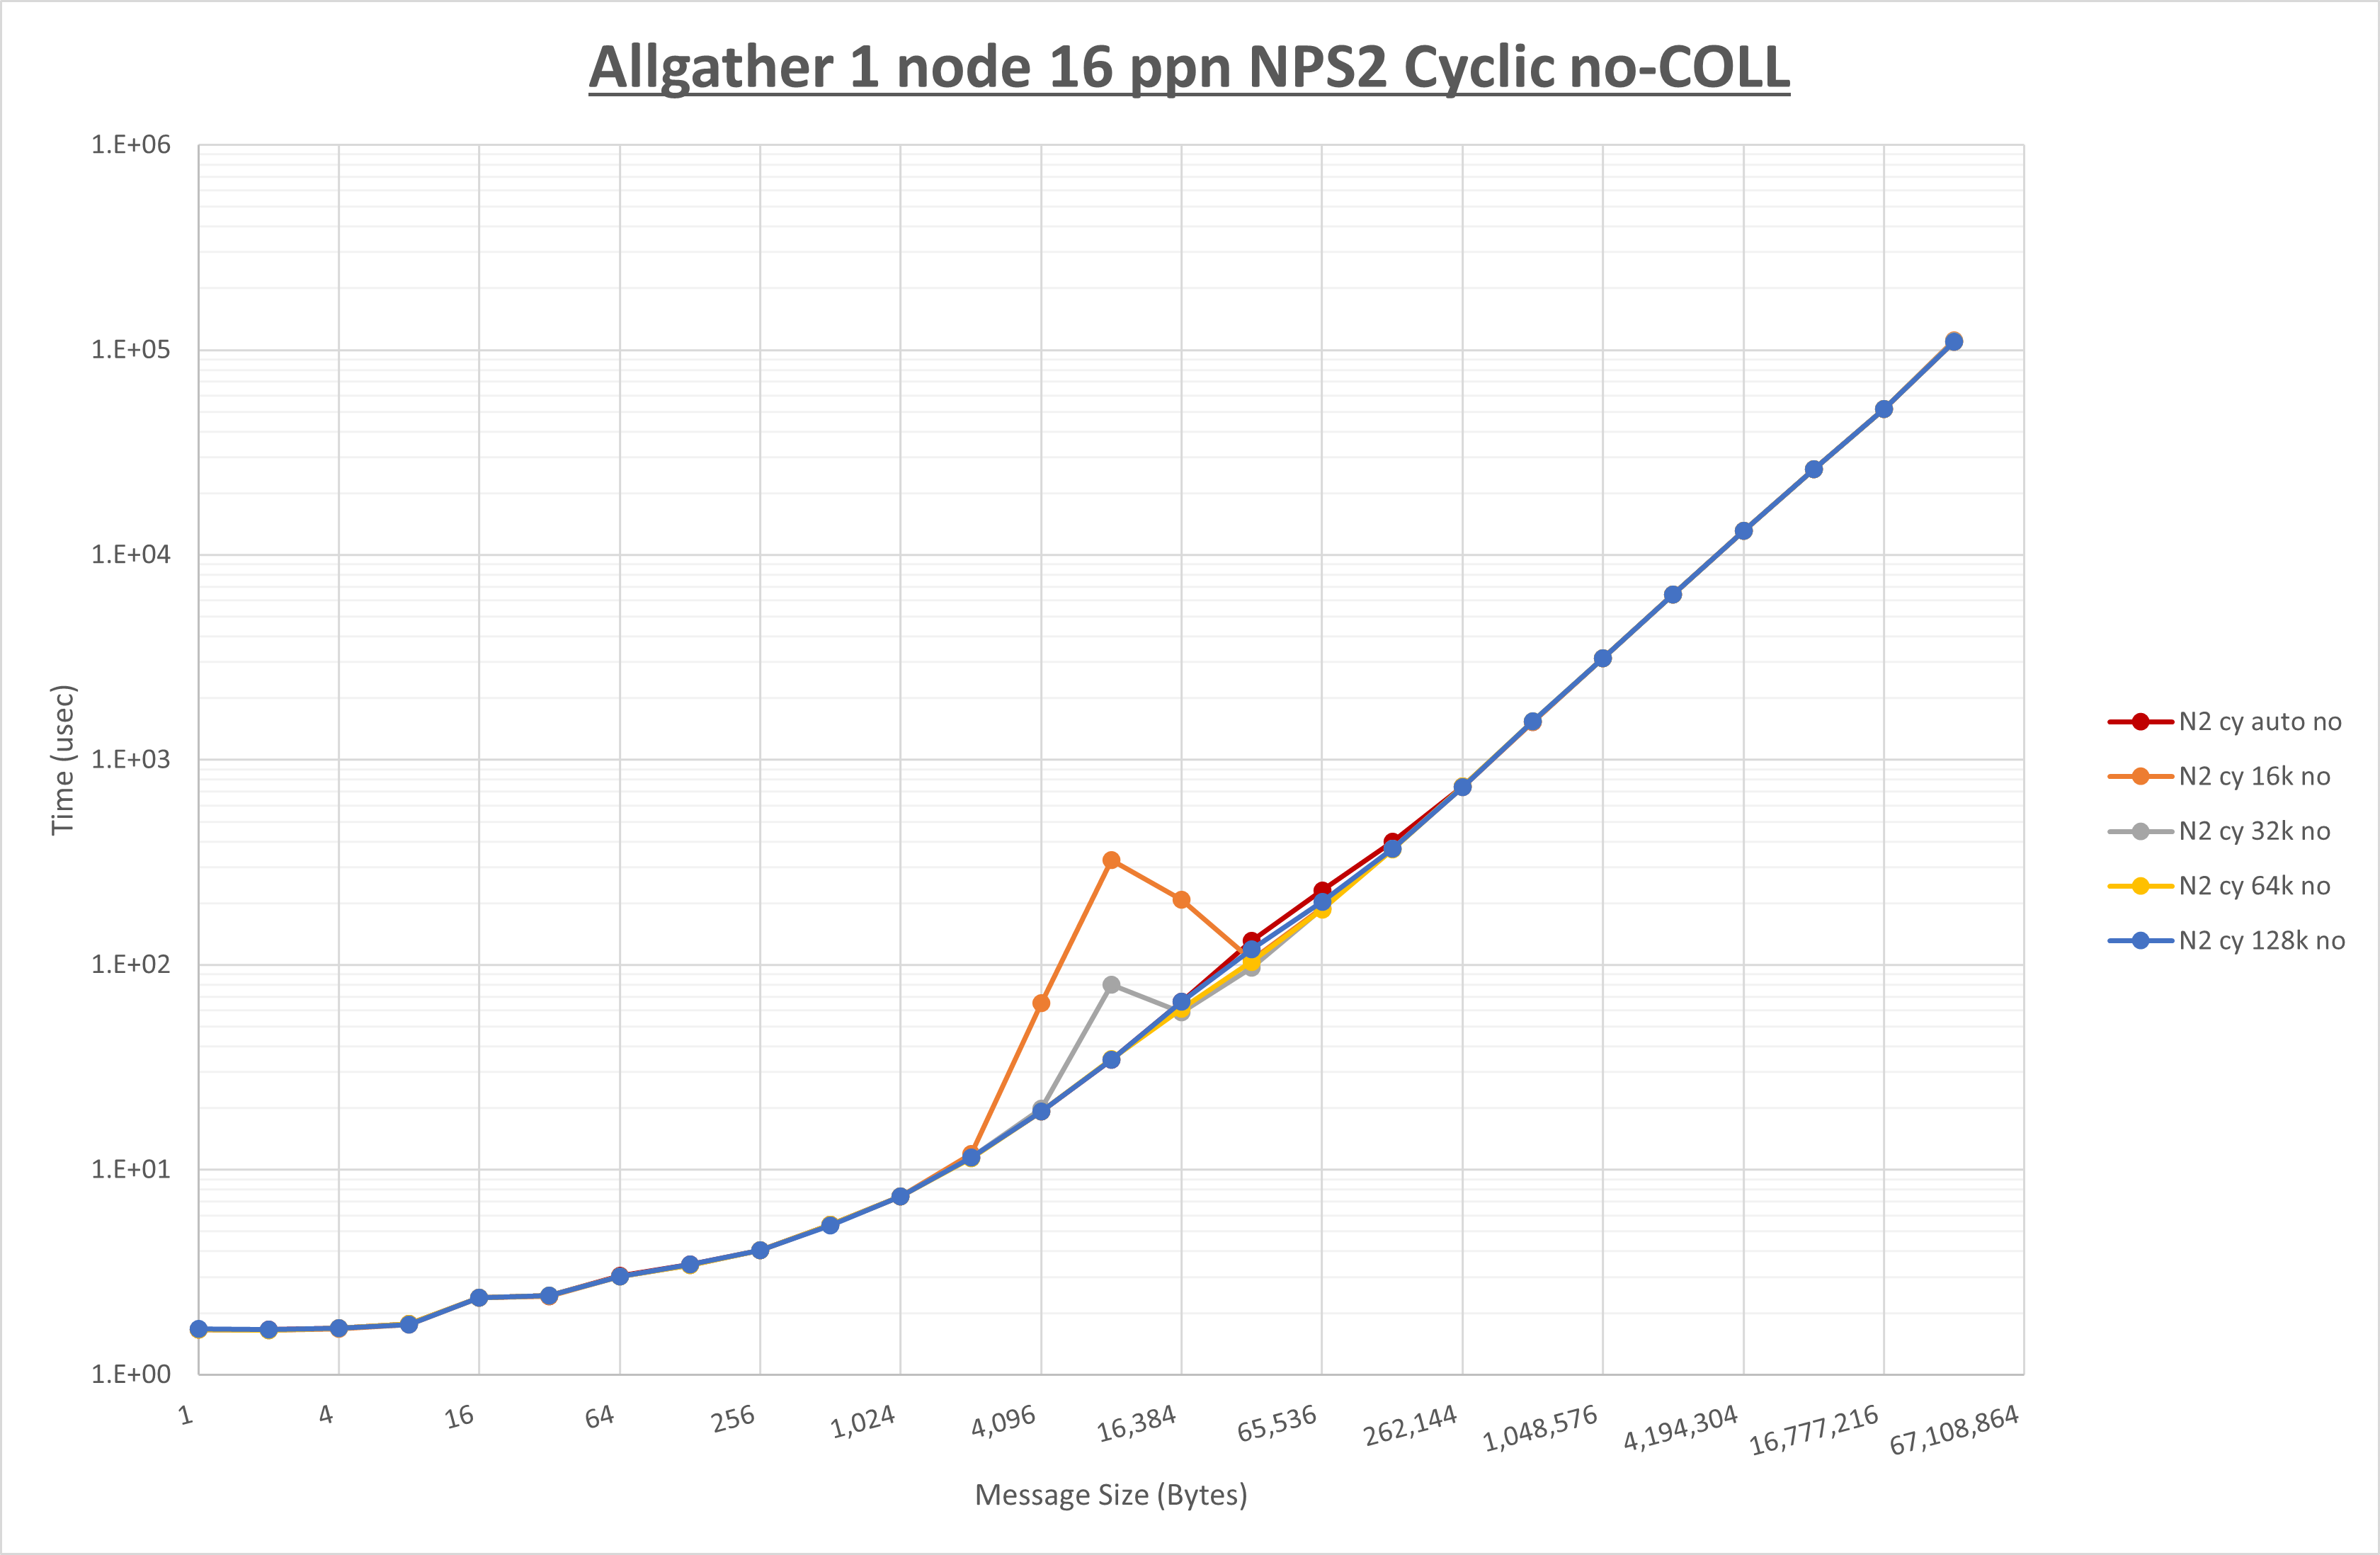 Allgather 1 node 16 ppn NPS2 Cyclic no-COLL
1.E+06
1.E+05
1.E+04
1.E+03
1.E+02
1.E+01
1.E+00
Time (usec)
1
4
16
64
256
1,024
4,096
16,384
65,536
262,144
1,048,576
4,194,304
16,777,216
67,108,864
Message Size (Bytes)
N2 cy auto no
N2 cy 16k no
N2 cy 32k no
N2 cy 64k no
N2 cy 128k no